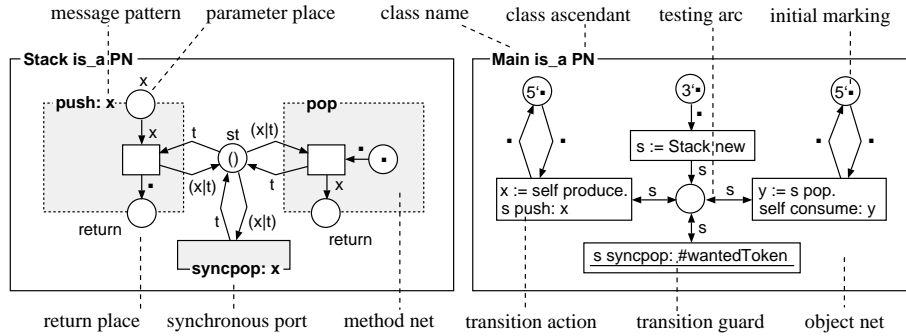 message pattern
parameter place
class name
class ascendant
testing arc
initial marking
Stack is_a PN
Main is_a PN
x
push: x
pop
5‘▪
3‘▪
5‘▪
x
t
st
(x|t)
▪
▪
▪
▪
▪
()
▪
▪
s := Stack new
▪
(x|t)
t
x
s
x := self produce.
s push: x
s
s
y := s pop.
self consume: y
t
(x|t)
return
return
s
syncpop: x
s syncpop: #wantedToken
return place
synchronous port
method net
transition action
transition guard
object net